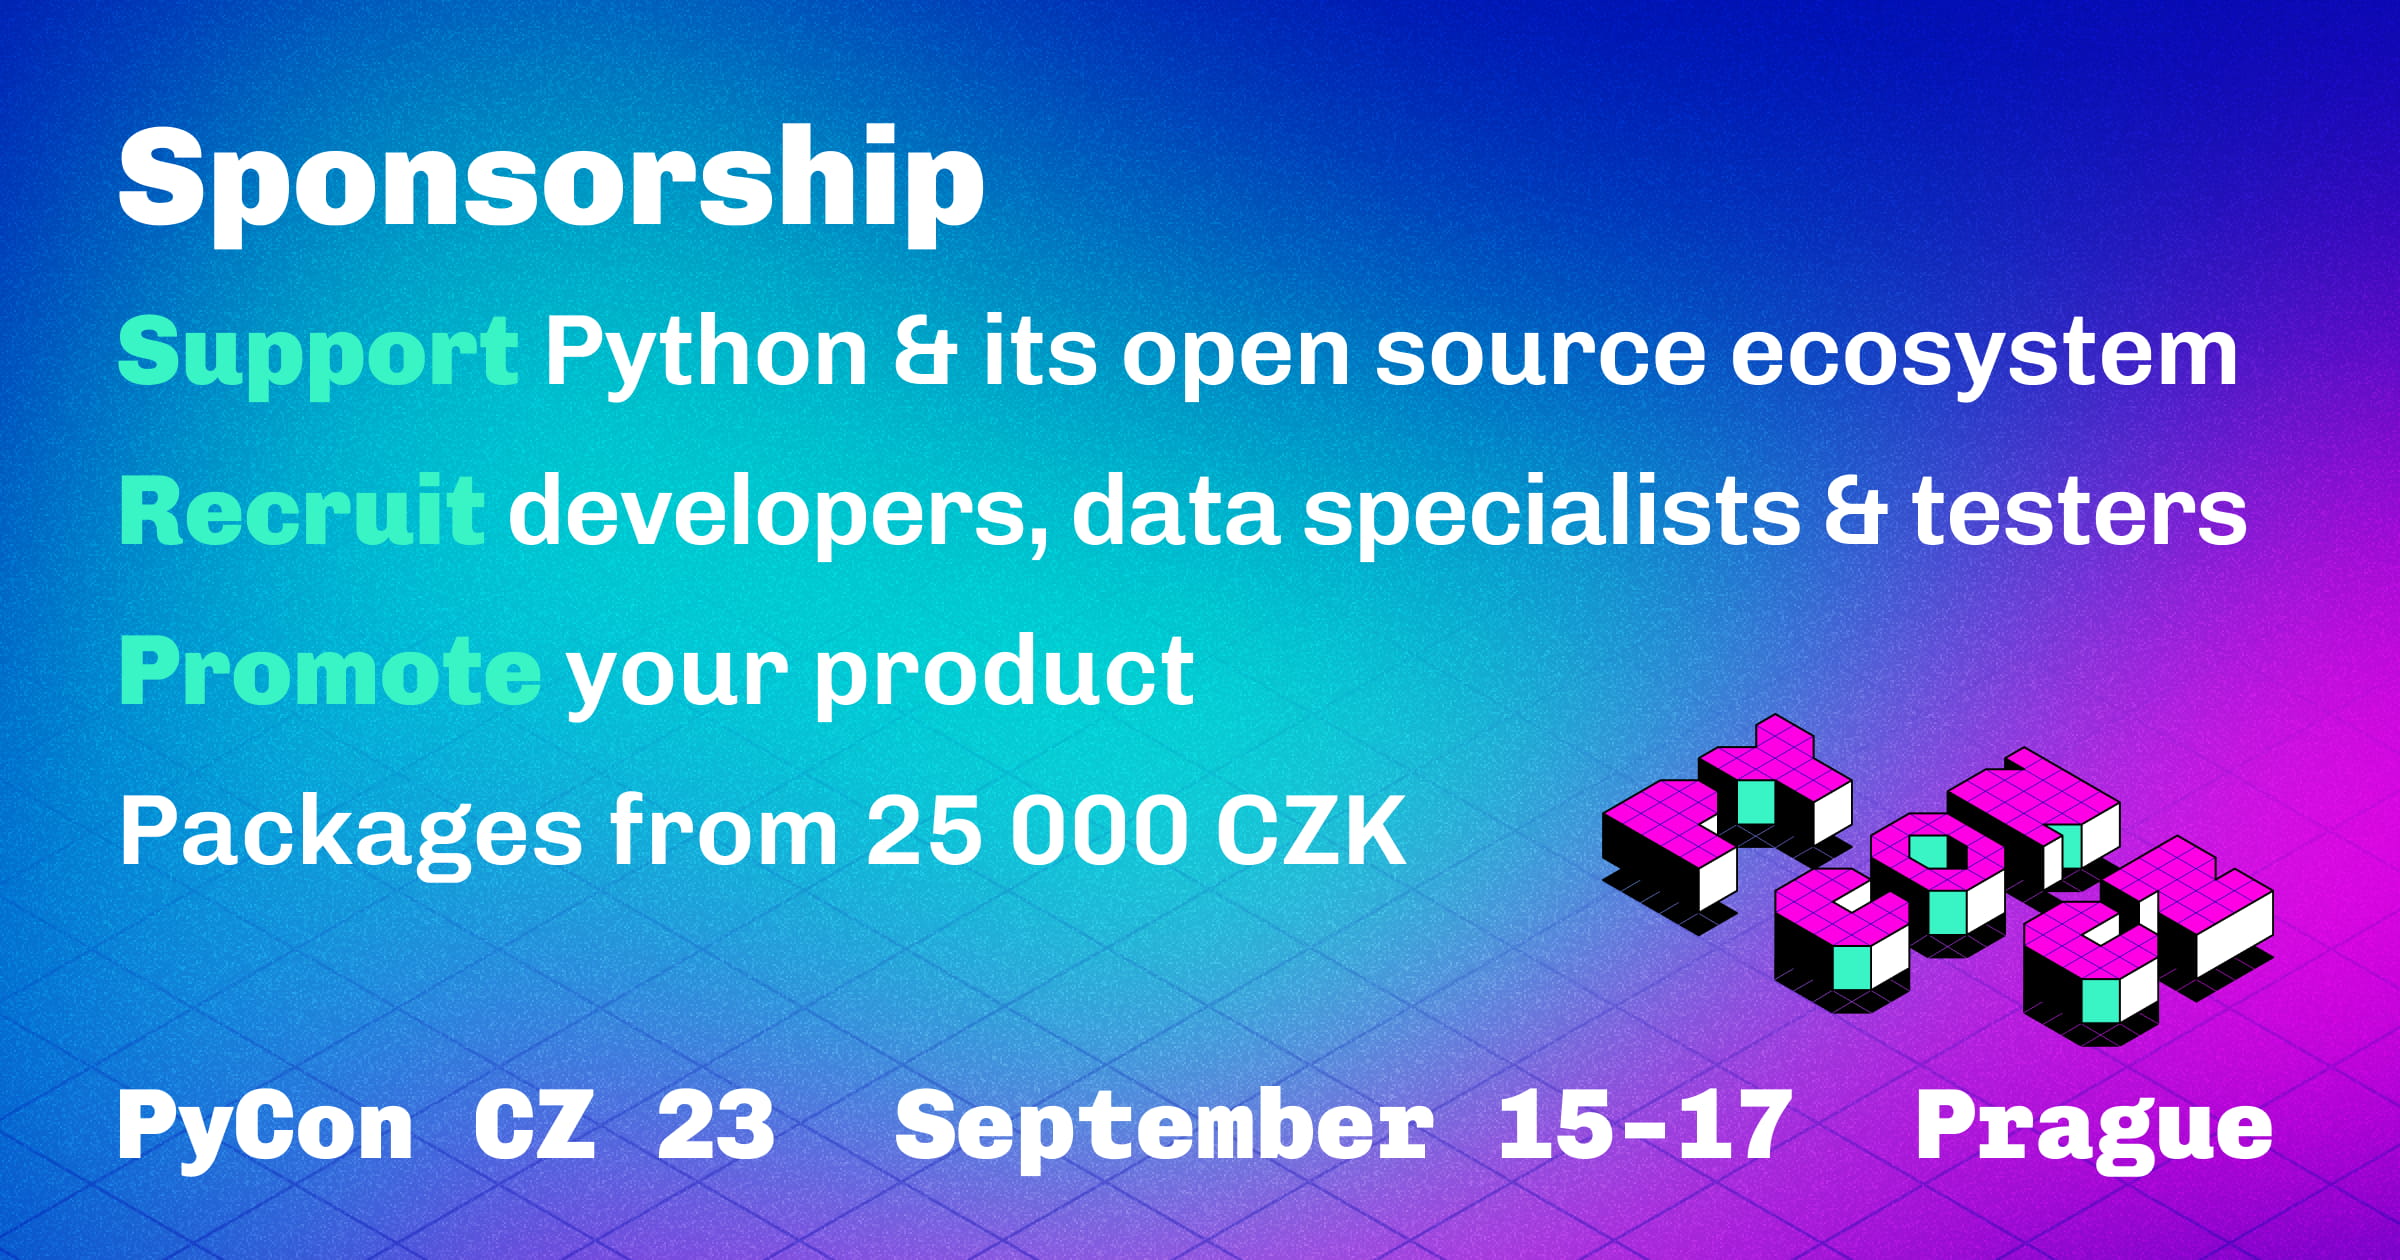 Sponsorship
Support Python & its open source ecosystem
Recruit developers, data specialists & testers
Promote your product
Packages from 25 000 CZK
PyCon CZ 23 September 15-17 Prague